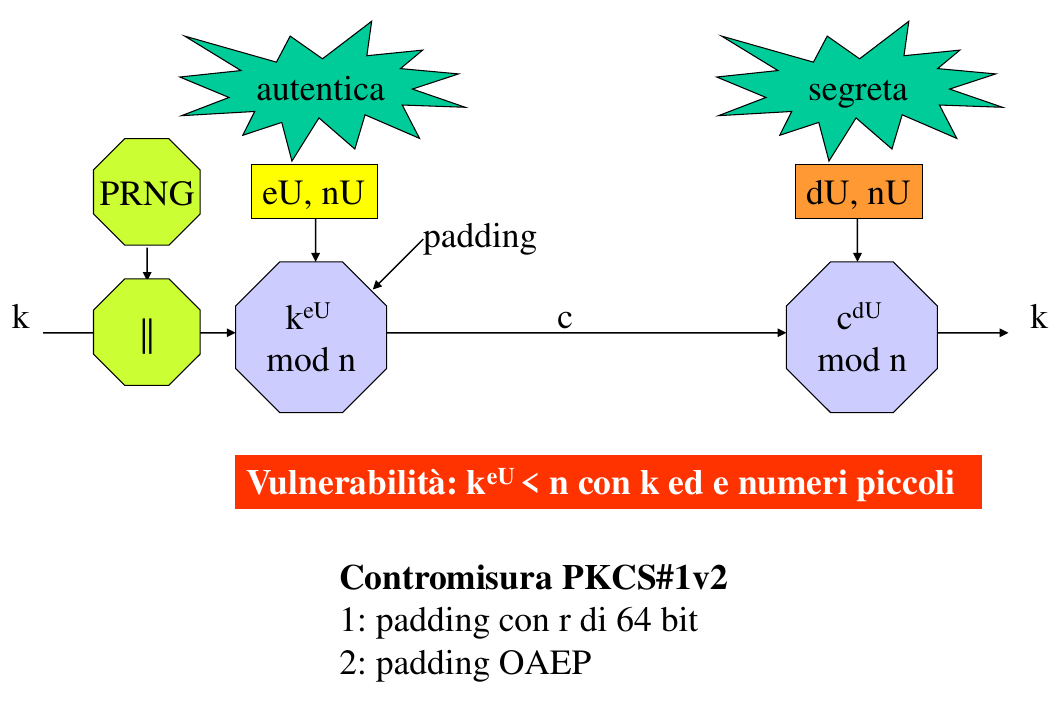 autentica
segreta
PRNG
eU, nU
dU, nU
padding
k
||
k^eU
mod n
c
c^dU
mod n
k
Vulnerabilità: k^eU < n con k ed e numeri piccoli
Contromisura PKCS#1v2
1: padding con r di 64 bit
2: padding OAEP